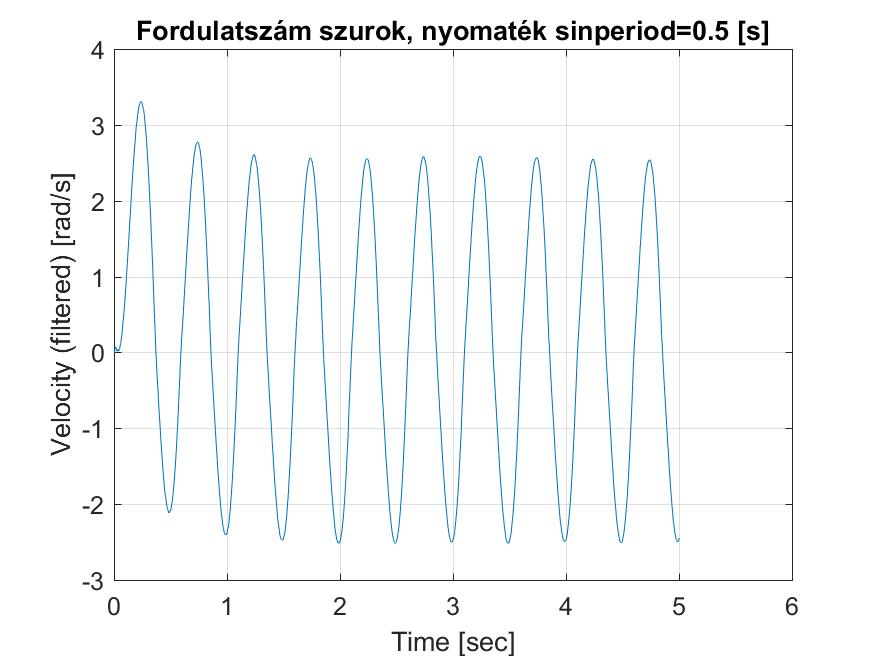 Fordulatszám szurok, nyomaték sinperiod=0.5 [s]
4
3
2
1
0
-1
-2
-3
Velocity (filtered) [rad/s]
0 1 2 3 4 5 6
Time [sec]